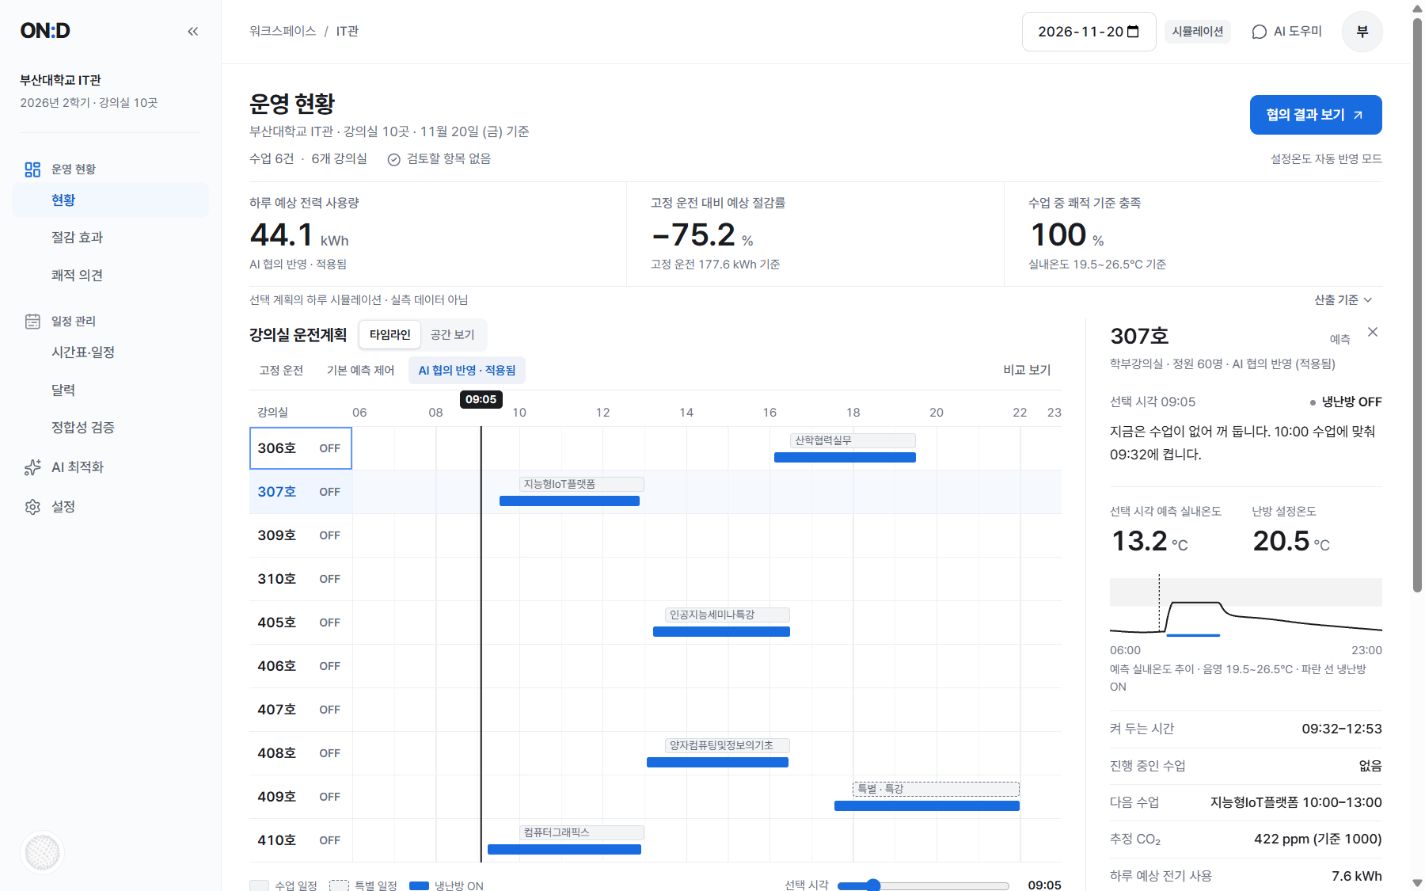 ON:D
부산대학교 IT관
2026년 2학기 · 강의실 10곳
운영 현황
현황
절감 효과
쾌적 의견
일정 관리
시간표·일정
달력
정합성 검증
AI 최적화
설정
워크스페이스 / IT관
2026-11-20
시뮬레이션
AI 도우미
부
운영 현황
부산대학교 IT관 · 강의실 10곳 · 11월 20일 (금) 기준
수업 6건 · 6개 강의실 검토할 항목 없음
협의 결과 보기
설정온도 자동 반영 모드
하루 예상 전력 사용량
44.1 kWh
AI 협의 반영 · 적용됨
고정 운전 대비 예상 절감률
−75.2 %
고정 운전 177.6 kWh 기준
수업 중 쾌적 기준 충족
100 %
실내온도 19.5~26.5°C 기준
선택 계획의 하루 시뮬레이션 · 실측 데이터 아님
산출 기준
강의실 운전계획 타임라인 공간 보기
고정 운전 기본 예측 제어 AI 협의 반영 · 적용됨 비교 보기
09:05
강의실 06 08 10 12 14 16 18 20 22 23
306호 OFF 산학협력실무
307호 OFF 지능형IoT플랫폼
309호 OFF
310호 OFF
405호 OFF 인공지능세미나특강
406호 OFF
407호 OFF
408호 OFF 양자컴퓨팅및정보의기초
409호 OFF 특별 · 특강
410호 OFF 컴퓨터그래픽스
수업 일정 특별 일정 냉난방 ON 선택 시각 09:05
307호 예측
학부강의실 · 정원 60명 · AI 협의 반영 (적용됨)
선택 시각 09:05 냉난방 OFF
지금은 수업이 없어 꺼 둡니다. 10:00 수업에 맞춰
09:32에 켭니다.
선택 시각 예측 실내온도 난방 설정온도
13.2 °C 20.5 °C
06:00 23:00
예측 실내온도 추이 · 음영 19.5~26.5°C · 파란 선 냉난방
ON
켜 두는 시간 09:32–12:53
진행 중인 수업 없음
다음 수업 지능형IoT플랫폼 10:00–13:00
추정 CO₂ 422 ppm (기준 1000)
하루 예상 전기 사용 7.6 kWh